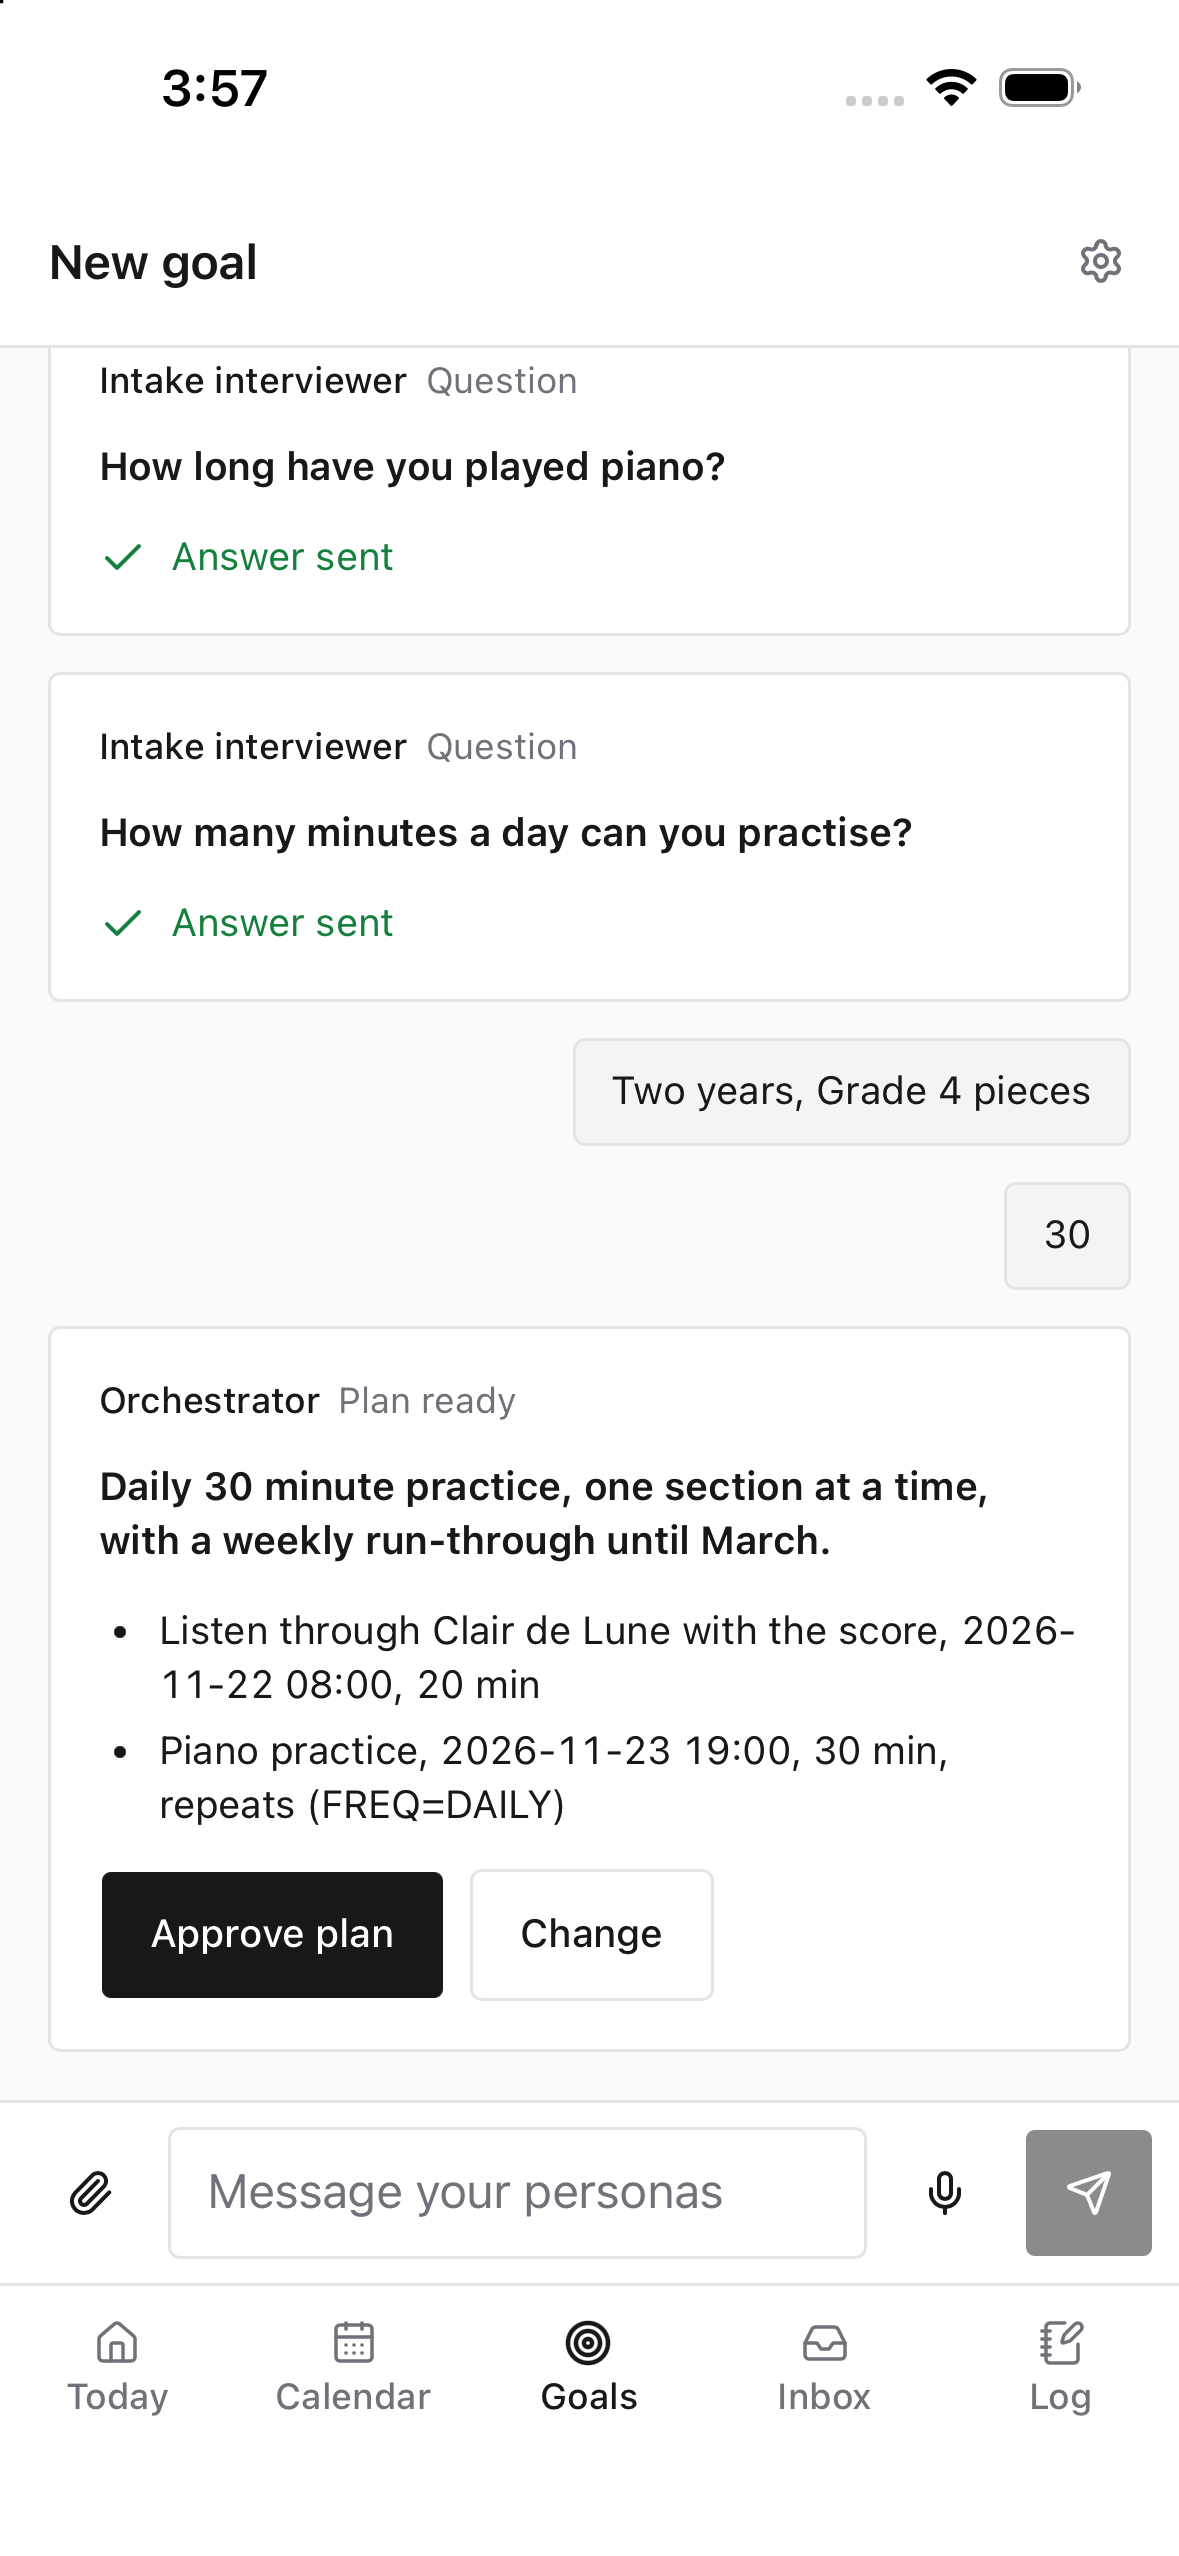 3:57
New goal
Intake interviewer Question
How long have you played piano?
Answer sent
Intake interviewer Question
How many minutes a day can you practise?
Answer sent
Two years, Grade 4 pieces
30
Orchestrator Plan ready
Daily 30 minute practice, one section at a time,
with a weekly run-through until March.
Listen through Clair de Lune with the score, 2026-
11-22 08:00, 20 min
Piano practice, 2026-11-23 19:00, 30 min,
repeats (FREQ=DAILY)
Approve plan Change
Message your personas
Today Calendar Goals Inbox Log